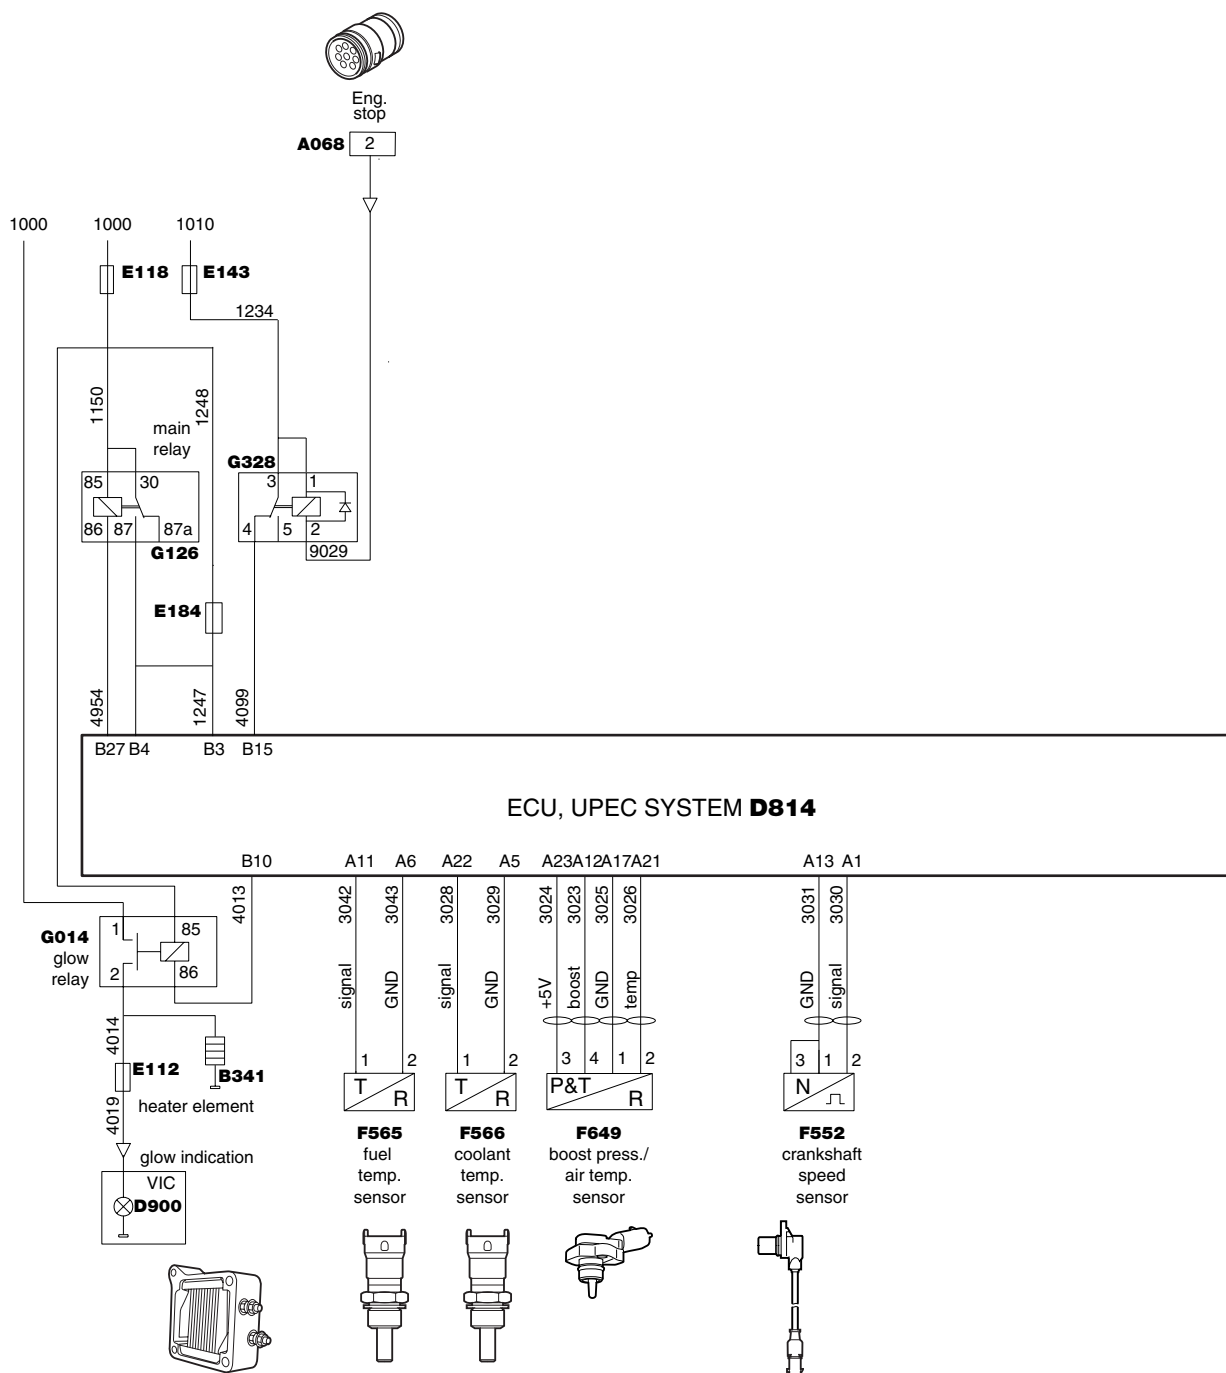 Eng.
stop
A068 2
1000 1000 1010
E118 E143
1234
1150
1248
main
relay
G328
85 30 3 1
86 87 87a 4 5 2
G126
9029
E184
4954
1247
4099
B27 B4 B3 B15
ECU, UPEC SYSTEM D814
B10 A11 A6 A22 A5 A23 A12 A17 A21 A13 A1
4013
3042
3043
3028
3029
3024
3023
3025
3026
3031
3030
G014
glow
relay
1 85
2 86
signal
GND
signal
GND
+5V
boost
GND
temp
GND
signal
4014
E112 B341
1 2 1 2 3 4 1 2 3 1 2
T R T R P&T R N
heater element
4019
F565
fuel
temp.
sensor
F566
coolant
temp.
sensor
F649
boost press./
air temp.
sensor
F552
crankshaft
speed
sensor
glow indication
VIC
D900